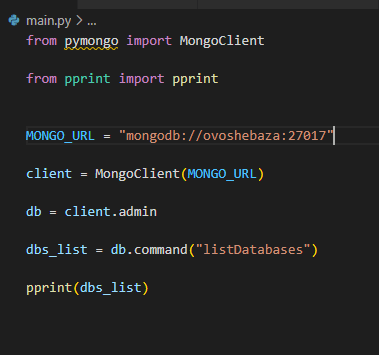 main.py > ...
from pymongo import MongoClient
from pprint import pprint
MONGO_URL = "mongodb://ovoshebaza:27017"
client = MongoClient(MONGO_URL)
db = client.admin
dbs_list = db.command("listDatabases")
pprint(dbs_list)